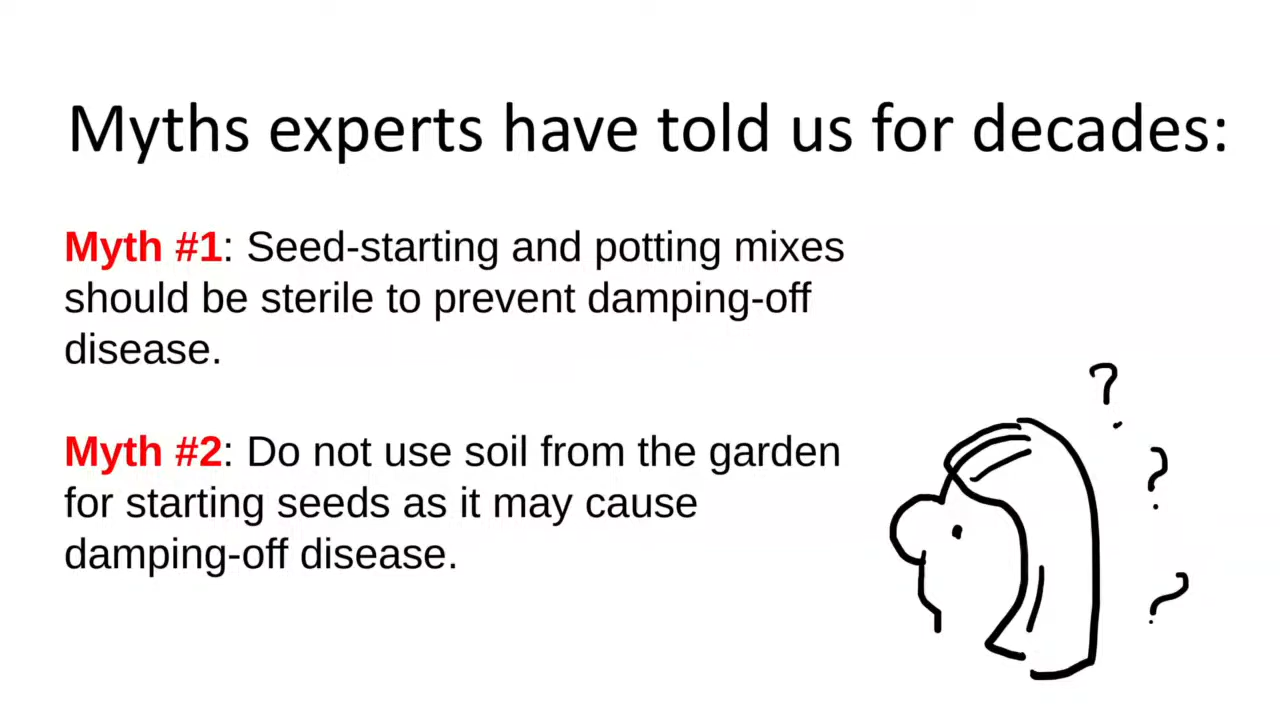 Myths experts have told us for decades:
Myth #1: Seed-starting and potting mixes
should be sterile to prevent damping-off
disease.
Myth #2: Do not use soil from the garden
for starting seeds as it may cause
damping-off disease.
?
?
?